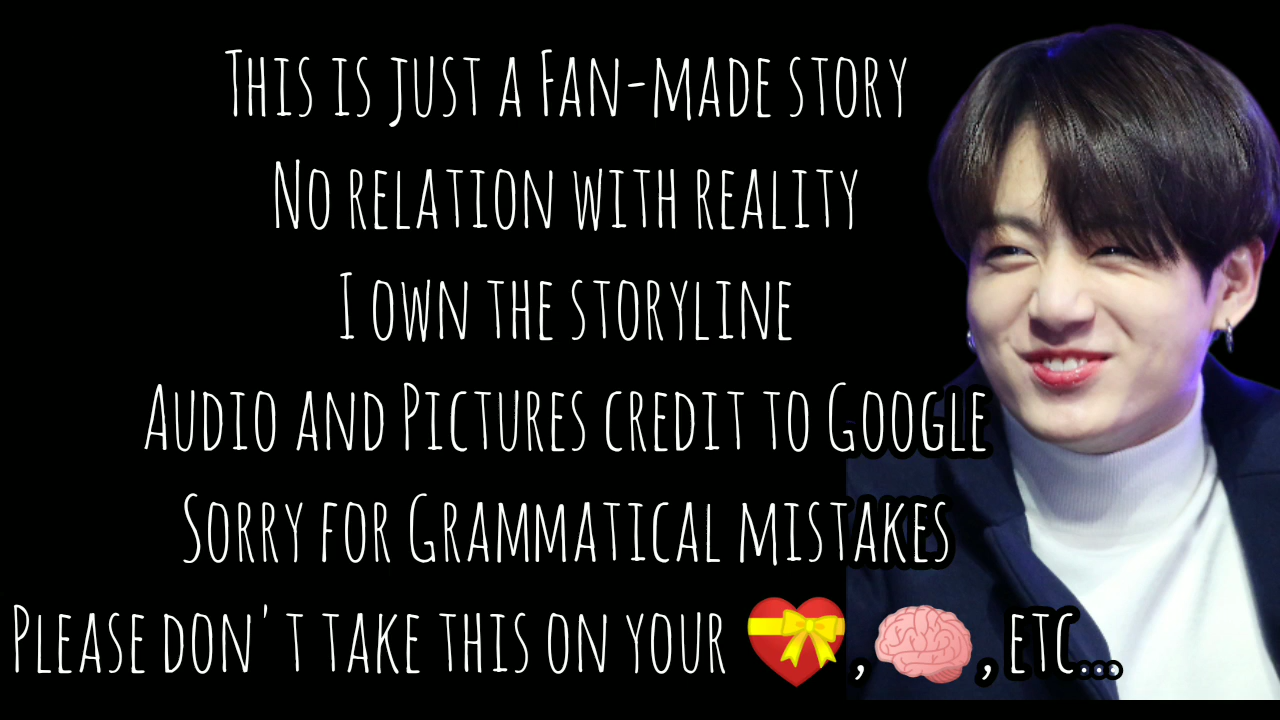 This is just a Fan-made story
No relation with reality
I own the storyline
Audio and Pictures credit to Google
Sorry for Grammatical mistakes
Please don't take this on your 💝,🧠, etc...